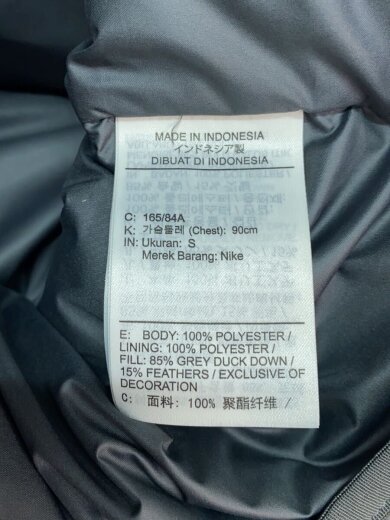 MADE IN INDONESIA
インドネシア製
DIBUAT DI INDONESIA
C: 165/84A
K: 가슴둘레 (Chest): 90cm
IN: Ukuran: S
Merek Barang: Nike
E: BODY: 100% POLYESTER /
LINING: 100% POLYESTER /
FILL: 85% GREY DUCK DOWN /
15% FEATHERS / EXCLUSIVE OF
DECORATION
C: 面料: 100% 聚酯纤维 /